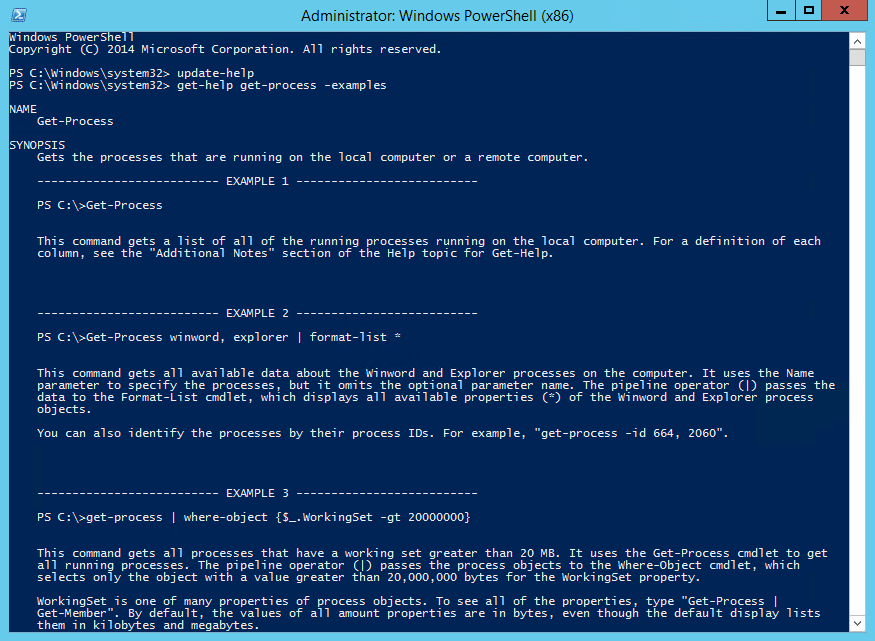 Administrator: Windows PowerShell (x86)
Windows PowerShell
Copyright (C) 2014 Microsoft Corporation. All rights reserved.
PS C:\Windows\system32> update-help
PS C:\Windows\system32> get-help get-process -examples
NAME
Get-Process
SYNOPSIS
Gets the processes that are running on the local computer or a remote computer.
-------------------------- EXAMPLE 1 --------------------------
PS C:\>Get-Process
This command gets a list of all of the running processes running on the local computer. For a definition of each
column, see the "Additional Notes" section of the Help topic for Get-Help.
-------------------------- EXAMPLE 2 --------------------------
PS C:\>Get-Process winword, explorer | format-list *
This command gets all available data about the Winword and Explorer processes on the computer. It uses the Name
parameter to specify the processes, but it omits the optional parameter name. The pipeline operator (|) passes the
data to the Format-List cmdlet, which displays all available properties (*) of the Winword and Explorer process
objects.
You can also identify the processes by their process IDs. For example, "get-process -id 664, 2060".
-------------------------- EXAMPLE 3 --------------------------
PS C:\>get-process | where-object {$_.WorkingSet -gt 20000000}
This command gets all processes that have a working set greater than 20 MB. It uses the Get-Process cmdlet to get
all running processes. The pipeline operator (|) passes the process objects to the Where-Object cmdlet, which
selects only the object with a value greater than 20,000,000 bytes for the WorkingSet property.
WorkingSet is one of many properties of process objects. To see all of the properties, type "Get-Process |
Get-Member". By default, the values of all amount properties are in bytes, even though the default display lists
them in kilobytes and megabytes.